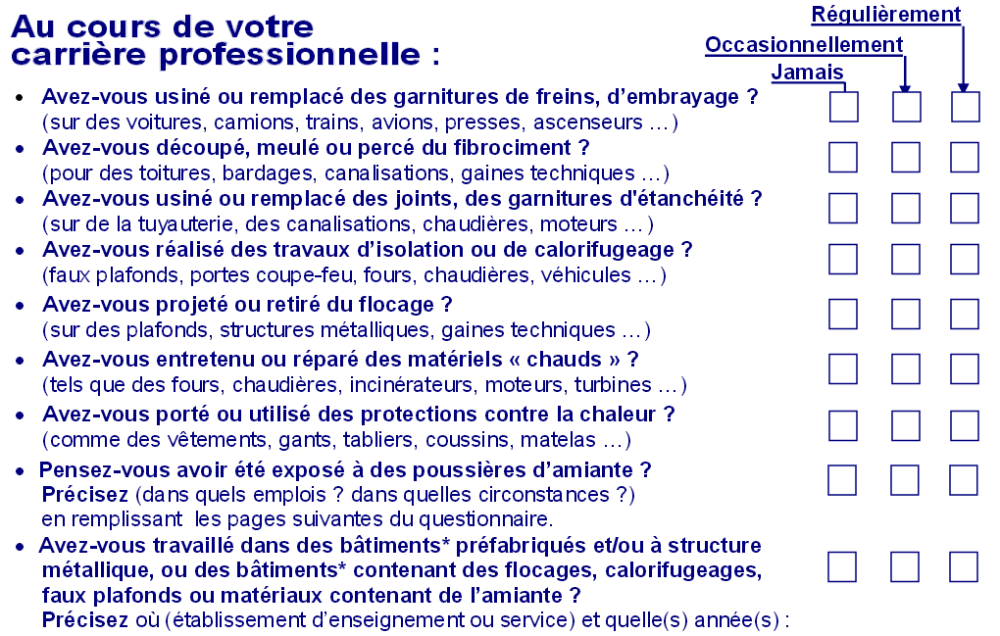 Au cours de votre
carrière professionnelle :
Régulièrement
Occasionnellement
Jamais
• Avez-vous usiné ou remplacé des garnitures de freins, d’embrayage ?
(sur des voitures, camions, trains, avions, presses, ascenseurs …)
• Avez-vous découpé, meulé ou percé du fibrociment ?
(pour des toitures, bardages, canalisations, gaines techniques …)
• Avez-vous usiné ou remplacé des joints, des garnitures d'étanchéité ?
(sur de la tuyauterie, des canalisations, chaudières, moteurs …)
• Avez-vous réalisé des travaux d’isolation ou de calorifugeage ?
(faux plafonds, portes coupe-feu, fours, chaudières, véhicules …)
• Avez-vous projeté ou retiré du flocage ?
(sur des plafonds, structures métalliques, gaines techniques …)
• Avez-vous entretenu ou réparé des matériels « chauds » ?
(tels que des fours, chaudières, incinérateurs, moteurs, turbines …)
• Avez-vous porté ou utilisé des protections contre la chaleur ?
(comme des vêtements, gants, tabliers, coussins, matelas …)
• Pensez-vous avoir été exposé à des poussières d’amiante ?
Précisez (dans quels emplois ? dans quelles circonstances ?)
en remplissant les pages suivantes du questionnaire.
• Avez-vous travaillé dans des bâtiments* préfabriqués et/ou à structure
métallique, ou des bâtiments* contenant des flocages, calorifugeages,
faux plafonds ou matériaux contenant de l’amiante ?
Précisez où (établissement d’enseignement ou service) et quelle(s) année(s) :